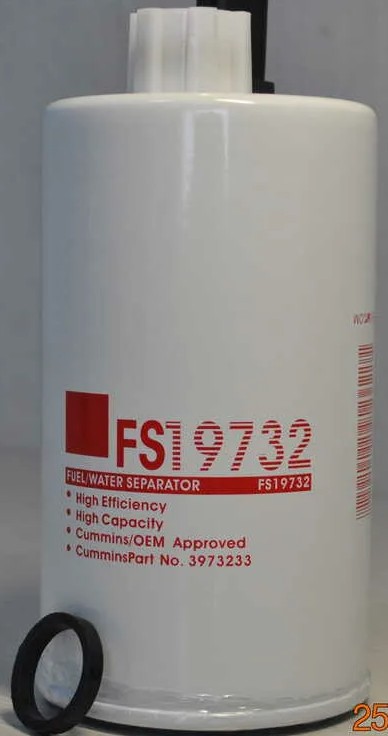 FS19732
FUEL/WATER SEPARATOR FS19732
• High Efficiency
• High Capacity
• Cummins/OEM Approved
• CumminsPart No. 3973233
25